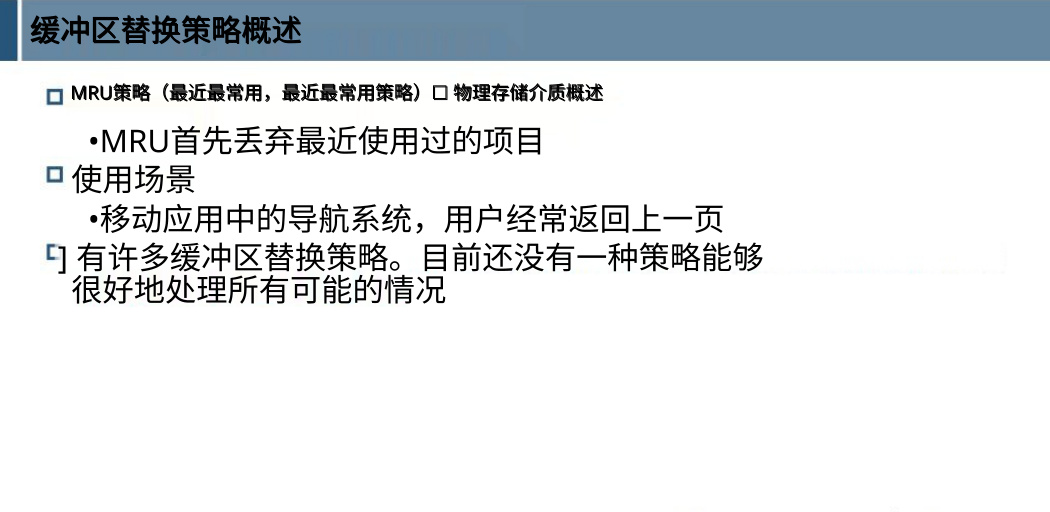 缓冲区替换策略概述
MRU策略（最近最常用，最近最常用策略）□ 物理存储介质概述
•MRU首先丢弃最近使用过的项目
使用场景
•移动应用中的导航系统，用户经常返回上一页
] 有许多缓冲区替换策略。目前还没有一种策略能够
很好地处理所有可能的情况